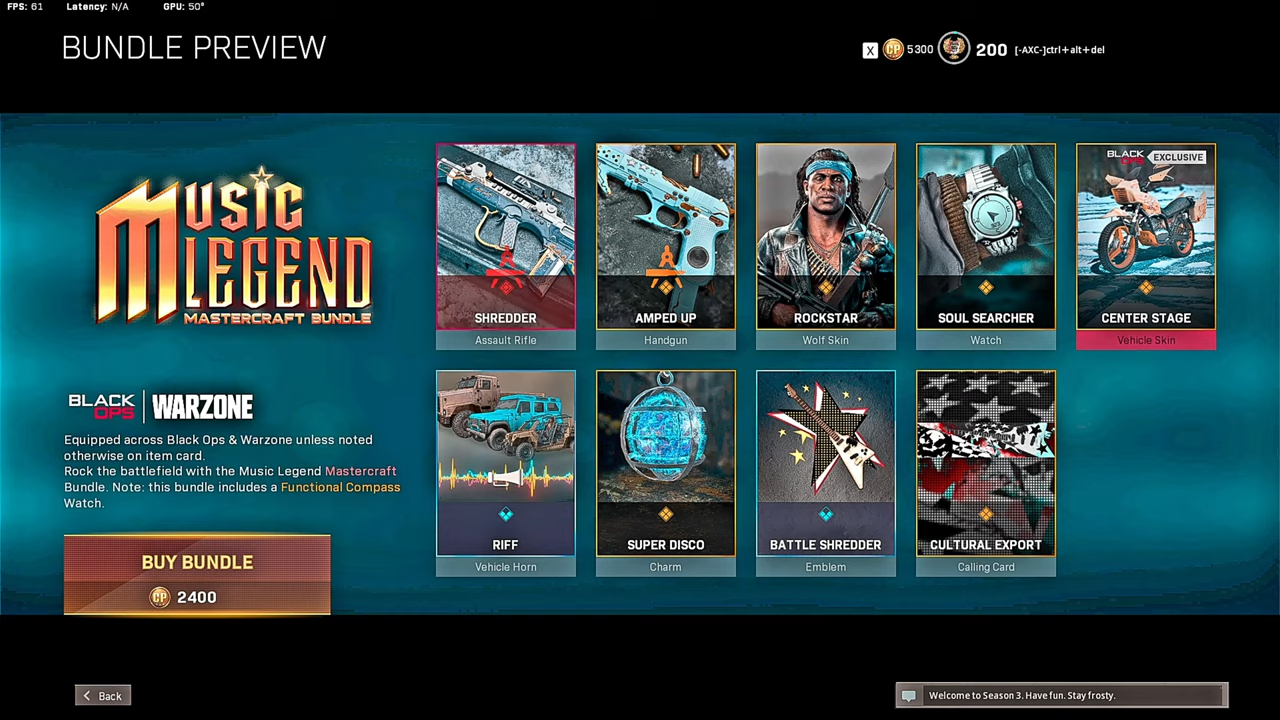 FPS: 61 Latency: N/A GPU: 50°
BUNDLE PREVIEW
X CP 5300 200 [-AXC-]ctrl+alt+del
MUSIC
LEGEND
MASTERCRAFT BUNDLE
BLACK
OPS
WARZONE
Equipped across Black Ops & Warzone unless noted
otherwise on item card.
Rock the battlefield with the Music Legend Mastercraft
Bundle. Note: this bundle includes a Functional Compass
Watch.
BUY BUNDLE
CP 2400
SHREDDER
Assault Rifle
AMPED UP
Handgun
ROCKSTAR
Wolf Skin
SOUL SEARCHER
Watch
BLACK
OPS
EXCLUSIVE
CENTER STAGE
Vehicle Skin
RIFF
Vehicle Horn
SUPER DISCO
Charm
BATTLE SHREDDER
Emblem
CULTURAL EXPORT
Calling Card
Back
Welcome to Season 3. Have fun. Stay frosty.